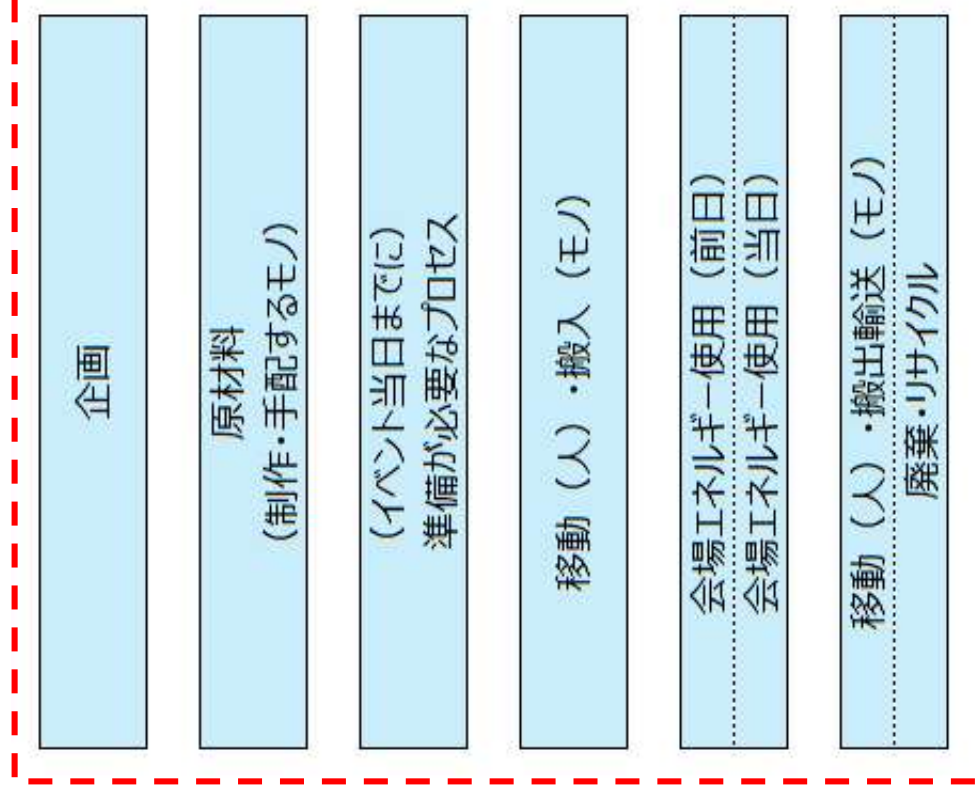 企画
原材料
(制作・手配するモノ)
(イベント当日までに)
準備が必要なプロセス
移動 (人) ・搬入 (モノ)
会場エネルギー使用 (前日)
会場エネルギー使用 (当日)
移動 (人) ・搬出輸送 (モノ)
廃棄・リサイクル